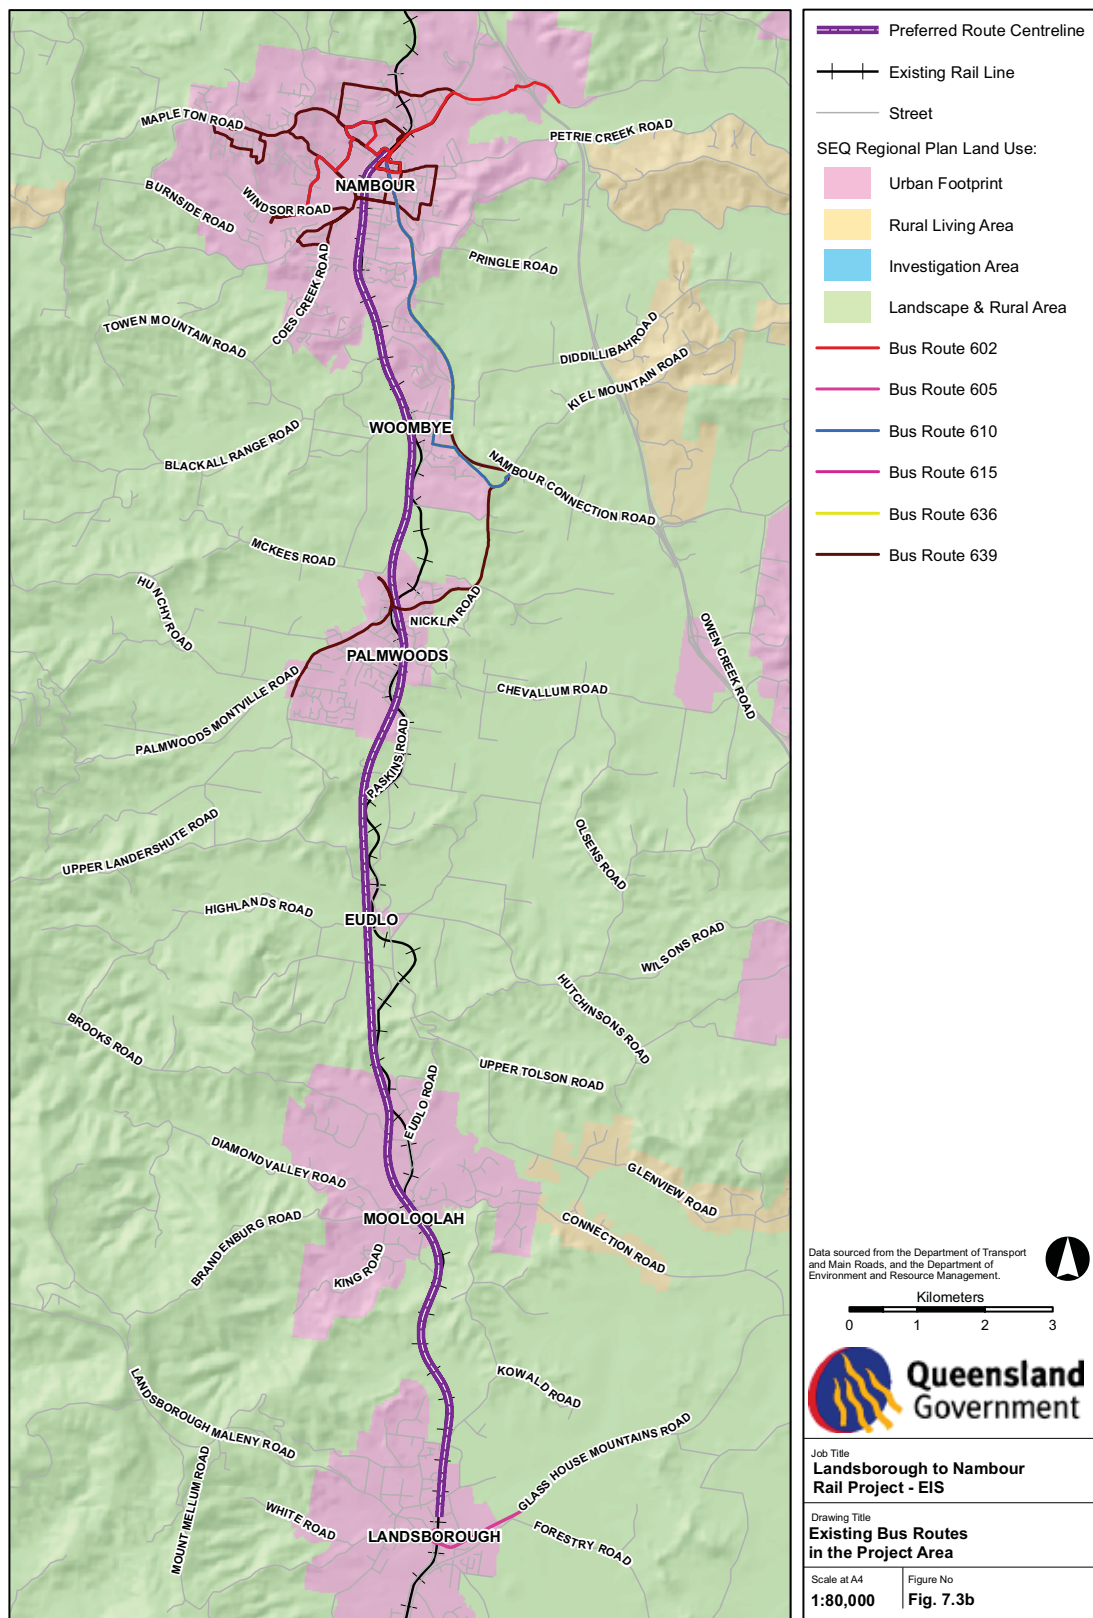 MAPLETON ROAD
PETRIE CREEK ROAD
NAMBOUR
BURNSIDE ROAD
WINDSOR ROAD
COES CREEK ROAD
PRINGLE ROAD
TOWEN MOUNTAIN ROAD
DIDDILLIBAH ROAD
KIEL MOUNTAIN ROAD
WOOMBYE
BLACKALL RANGE ROAD
NAMBOUR CONNECTION ROAD
MCKEES ROAD
HUNCHY ROAD
NICKLIN ROAD
OWEN CREEK ROAD
PALMWOODS
CHEVALLUM ROAD
PALMWOODS MONTVILLE ROAD
PASKINS ROAD
UPPER LANDERSHUTE ROAD
OLSENS ROAD
HIGHLANDS ROAD
EUDLO
WILSONS ROAD
HUTCHINSONS ROAD
BROOKS ROAD
UPPER TOLSON ROAD
EUDLO ROAD
DIAMOND VALLEY ROAD
GLENVIEW ROAD
MOOLOOLAH
BRANDENBURG ROAD
CONNECTION ROAD
KING ROAD
KOWALD ROAD
LANDSBOROUGH MALENY ROAD
GLASS HOUSE MOUNTAINS ROAD
MOUNT MELLUM ROAD
WHITE ROAD
LANDSBOROUGH
FORESTRY ROAD
Preferred Route Centreline
Existing Rail Line
Street
SEQ Regional Plan Land Use:
Urban Footprint
Rural Living Area
Investigation Area
Landscape & Rural Area
Bus Route 602
Bus Route 605
Bus Route 610
Bus Route 615
Bus Route 636
Bus Route 639
Data sourced from the Department of Transport
and Main Roads, and the Department of
Environment and Resource Management.
Kilometers
0 1 2 3
Queensland
Government
Job Title
Landsborough to Nambour
Rail Project - EIS
Drawing Title
Existing Bus Routes
in the Project Area
Scale at A4
1:80,000
Figure No
Fig. 7.3b